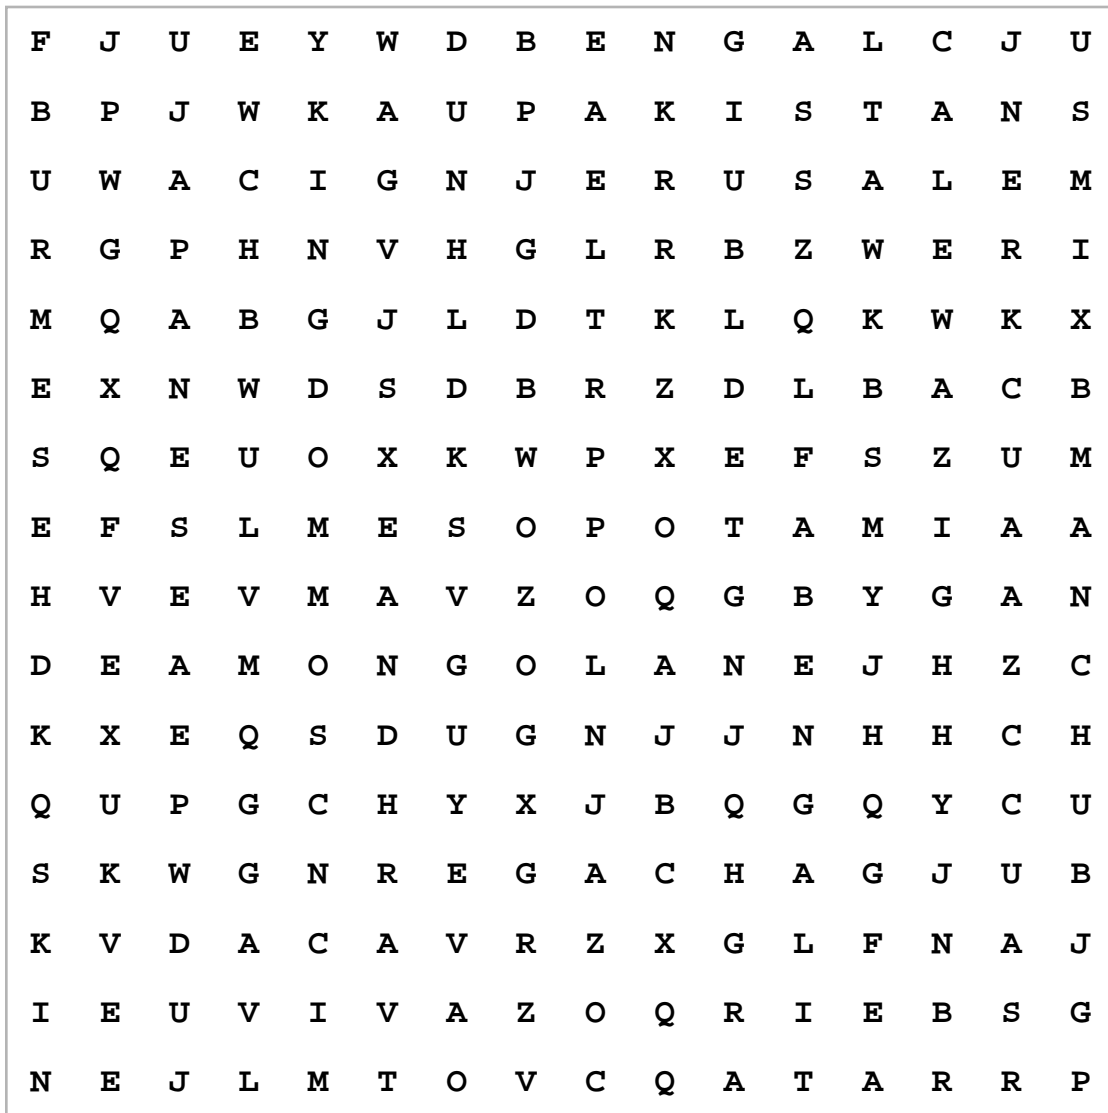 F J U E Y W D B E N G A L C J U
B P J W K A U P A K I S T A N S
U W A C I G N J E R U S A L E M
R G P H N V H G L R B Z W E R I
M Q A B G J L D T K L Q K W K X
E X N W D S D B R Z D L B A C B
S Q E U O X K W P X E F S Z U M
E F S L M E S O P O T A M I A A
H V E V M A V Z O Q G B Y G A N
D E A M O N G O L A N E J H Z C
K X E Q S D U G N J J N H H C H
Q U P G C H Y X J B Q G Q Y C U
S K W G N R E G A C H A G J U B
K V D A C A V R Z X G L F N A J
I E U V I V A Z O Q R I E B S G
N E J L M T O V C Q A T A R R P